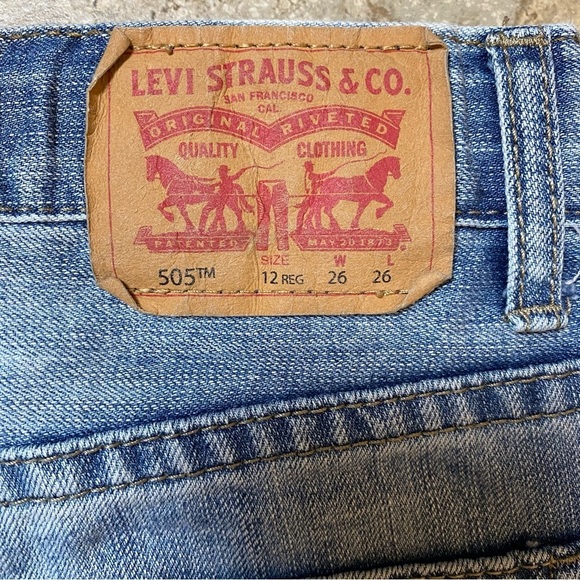 LEVI STRAUSS & CO.
SAN FRANCISCO
CAL.
ORIGINAL RIVETED
QUALITY CLOTHING
PATENTED MAY 20 1873 ®
SIZE W L
505™ 12 REG 26 26